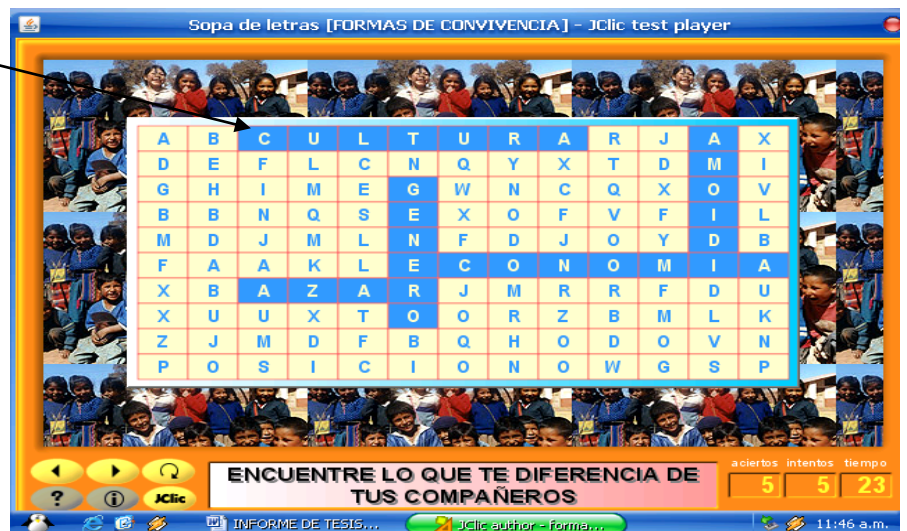 Sopa de letras [FORMAS DE CONVIVENCIA] - JClic test player
A B C U L T U R A R J A X
D E F L C N Q Y X T D M I
G H I M E G W N C Q X O V
B B N Q S E X O F V F I L
M D J M L N F D J O Y D B
F A A K L E C O N O M I A
X B A Z A R J M R R F D U
X U U X T O O R Z B M L K
Z J M D F B Q H O D O V N
P O S I C I O N O W G S P
aciertos intentos tiempo
5 5 23
ENCUENTRE LO QUE TE DIFERENCIA DE
TUS COMPAÑEROS
? i JClic
INFORME DE TESIS... JClic author - forma... 11:46 a.m.